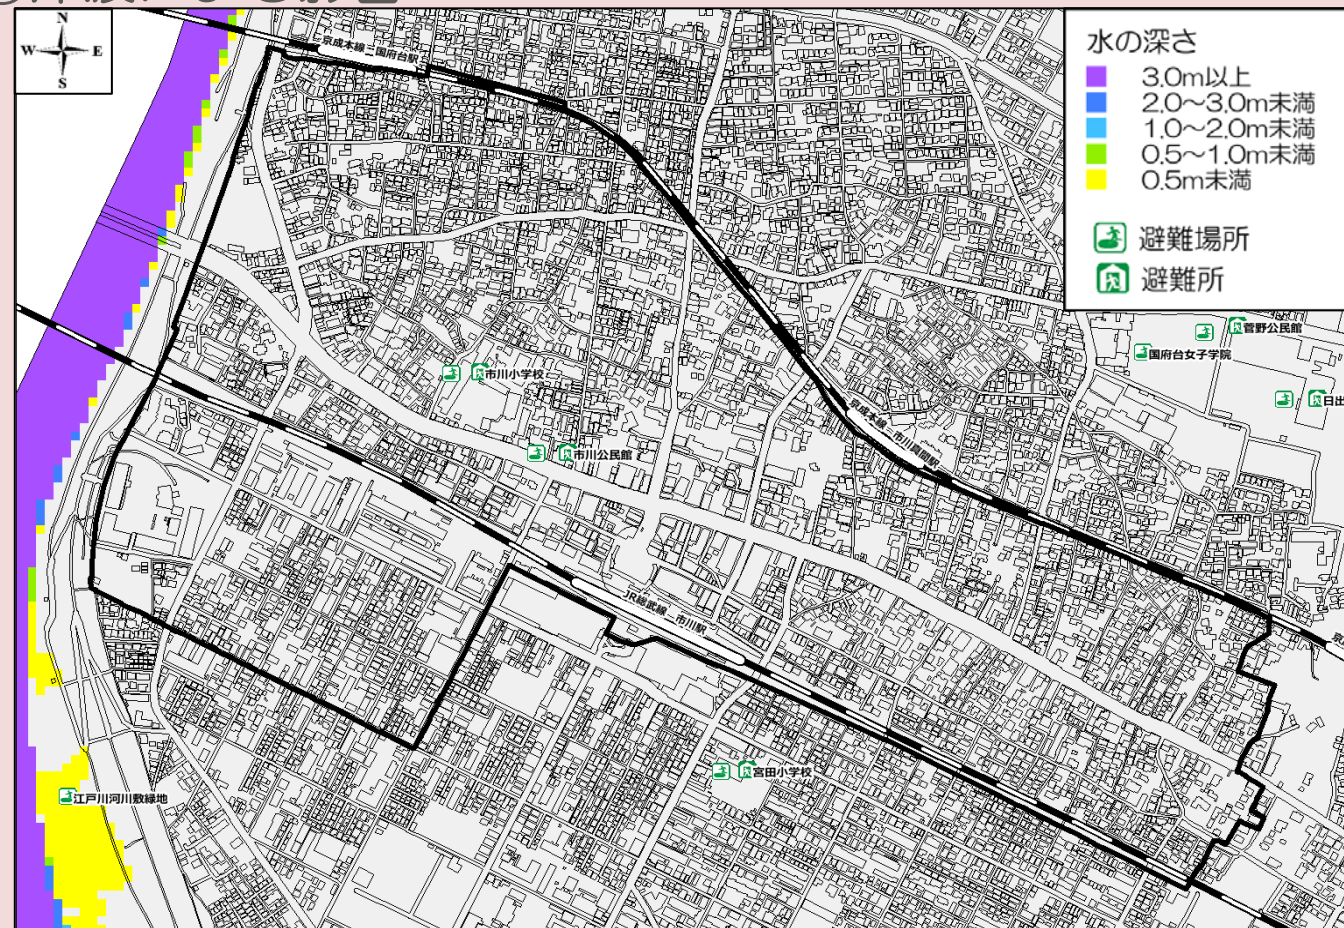 N
W E
S
水の深さ
3.0m以上
2.0～3.0m未満
1.0～2.0m未満
0.5～1.0m未満
0.5m未満
避難場所
避難所
京成本線－国府台駅
菅野公民館
国府台女子学院
日出
市川小学校
京成本線－市川真間駅
市川公民館
JR総武線－市川駅
宮田小学校
江戸川河川敷緑地